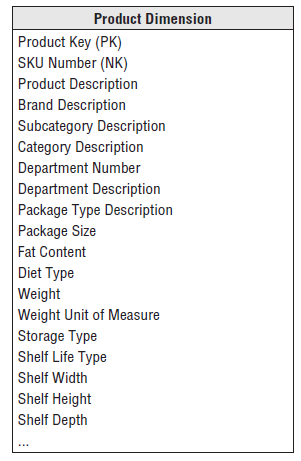 Product Dimension
Product Key (PK)
SKU Number (NK)
Product Description
Brand Description
Subcategory Description
Category Description
Department Number
Department Description
Package Type Description
Package Size
Fat Content
Diet Type
Weight
Weight Unit of Measure
Storage Type
Shelf Life Type
Shelf Width
Shelf Height
Shelf Depth
...